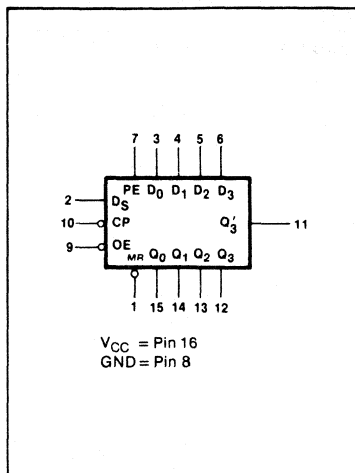 7 3 4 5 6
PE D0 D1 D2 D3
2 DS
10 CP Q3′ 11
9 OE
MR Q0 Q1 Q2 Q3
1 15 14 13 12
VCC = Pin 16
GND = Pin 8